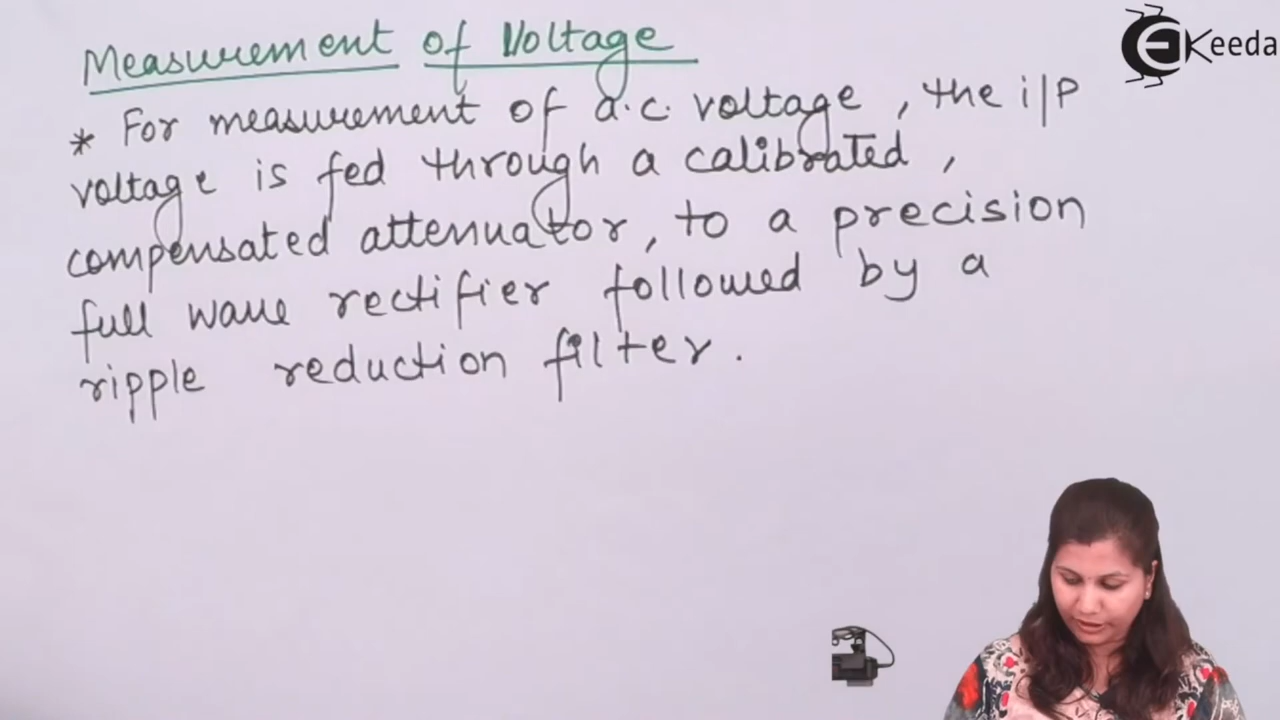 Measurement of Voltage
* For measurement of a.c. voltage, the i/P
voltage is fed through a calibrated,
compensated attenuator, to a precision
full wave rectifier followed by a
ripple reduction filter.
Keeda